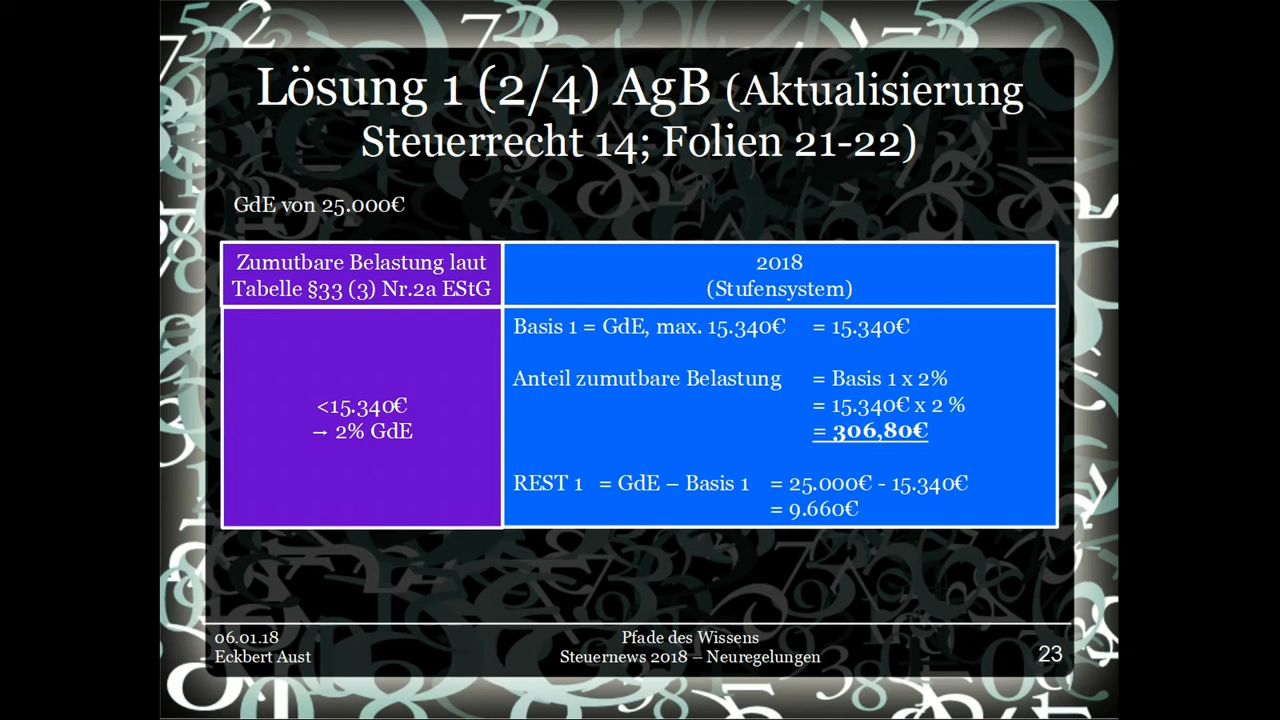 Lösung 1 (2/4) AgB (Aktualisierung
Steuerrecht 14; Folien 21-22)
GdE von 25.000€
Zumutbare Belastung laut
Tabelle §33 (3) Nr.2a EStG
2018
(Stufensystem)
<15.340€
→ 2% GdE
Basis 1 = GdE, max. 15.340€ = 15.340€
Anteil zumutbare Belastung = Basis 1 x 2%
= 15.340€ x 2 %
= 306,80€
REST 1 = GdE – Basis 1 = 25.000€ - 15.340€
= 9.660€
06.01.18
Eckbert Aust
Pfade des Wissens
Steuernews 2018 – Neuregelungen
23